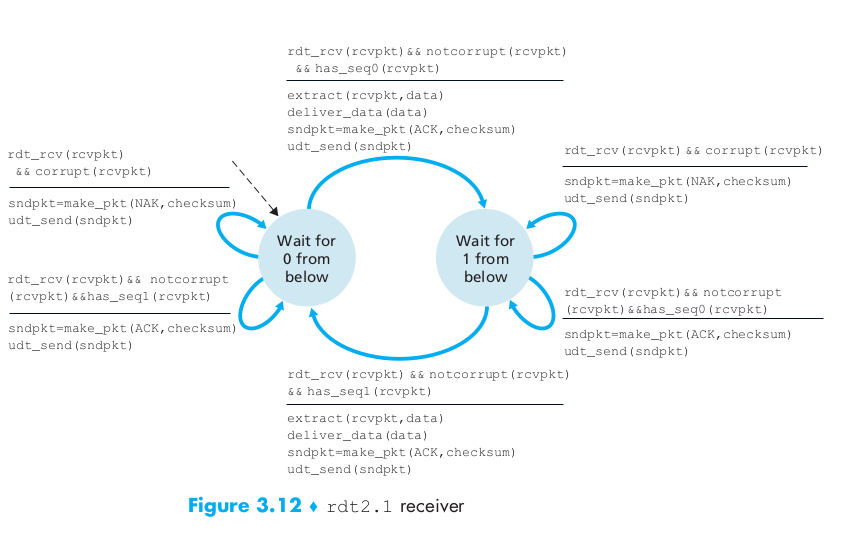 rdt_rcv(rcvpkt)&& notcorrupt(rcvpkt)
&& has_seq0(rcvpkt)
extract(rcvpkt,data)
deliver_data(data)
sndpkt=make_pkt(ACK,checksum)
udt_send(sndpkt)
rdt_rcv(rcvpkt)
&& corrupt(rcvpkt)
sndpkt=make_pkt(NAK,checksum)
udt_send(sndpkt)
rdt_rcv(rcvpkt) && corrupt(rcvpkt)
sndpkt=make_pkt(NAK,checksum)
udt_send(sndpkt)
Wait for
0 from
below
Wait for
1 from
below
rdt_rcv(rcvpkt)&& notcorrupt
(rcvpkt)&&has_seq1(rcvpkt)
sndpkt=make_pkt(ACK,checksum)
udt_send(sndpkt)
rdt_rcv(rcvpkt)&& notcorrupt
(rcvpkt)&&has_seq0(rcvpkt)
sndpkt=make_pkt(ACK,checksum)
udt_send(sndpkt)
rdt_rcv(rcvpkt) && notcorrupt(rcvpkt)
&& has_seq1(rcvpkt)
extract(rcvpkt,data)
deliver_data(data)
sndpkt=make_pkt(ACK,checksum)
udt_send(sndpkt)
Figure 3.12 ♦ rdt2.1 receiver